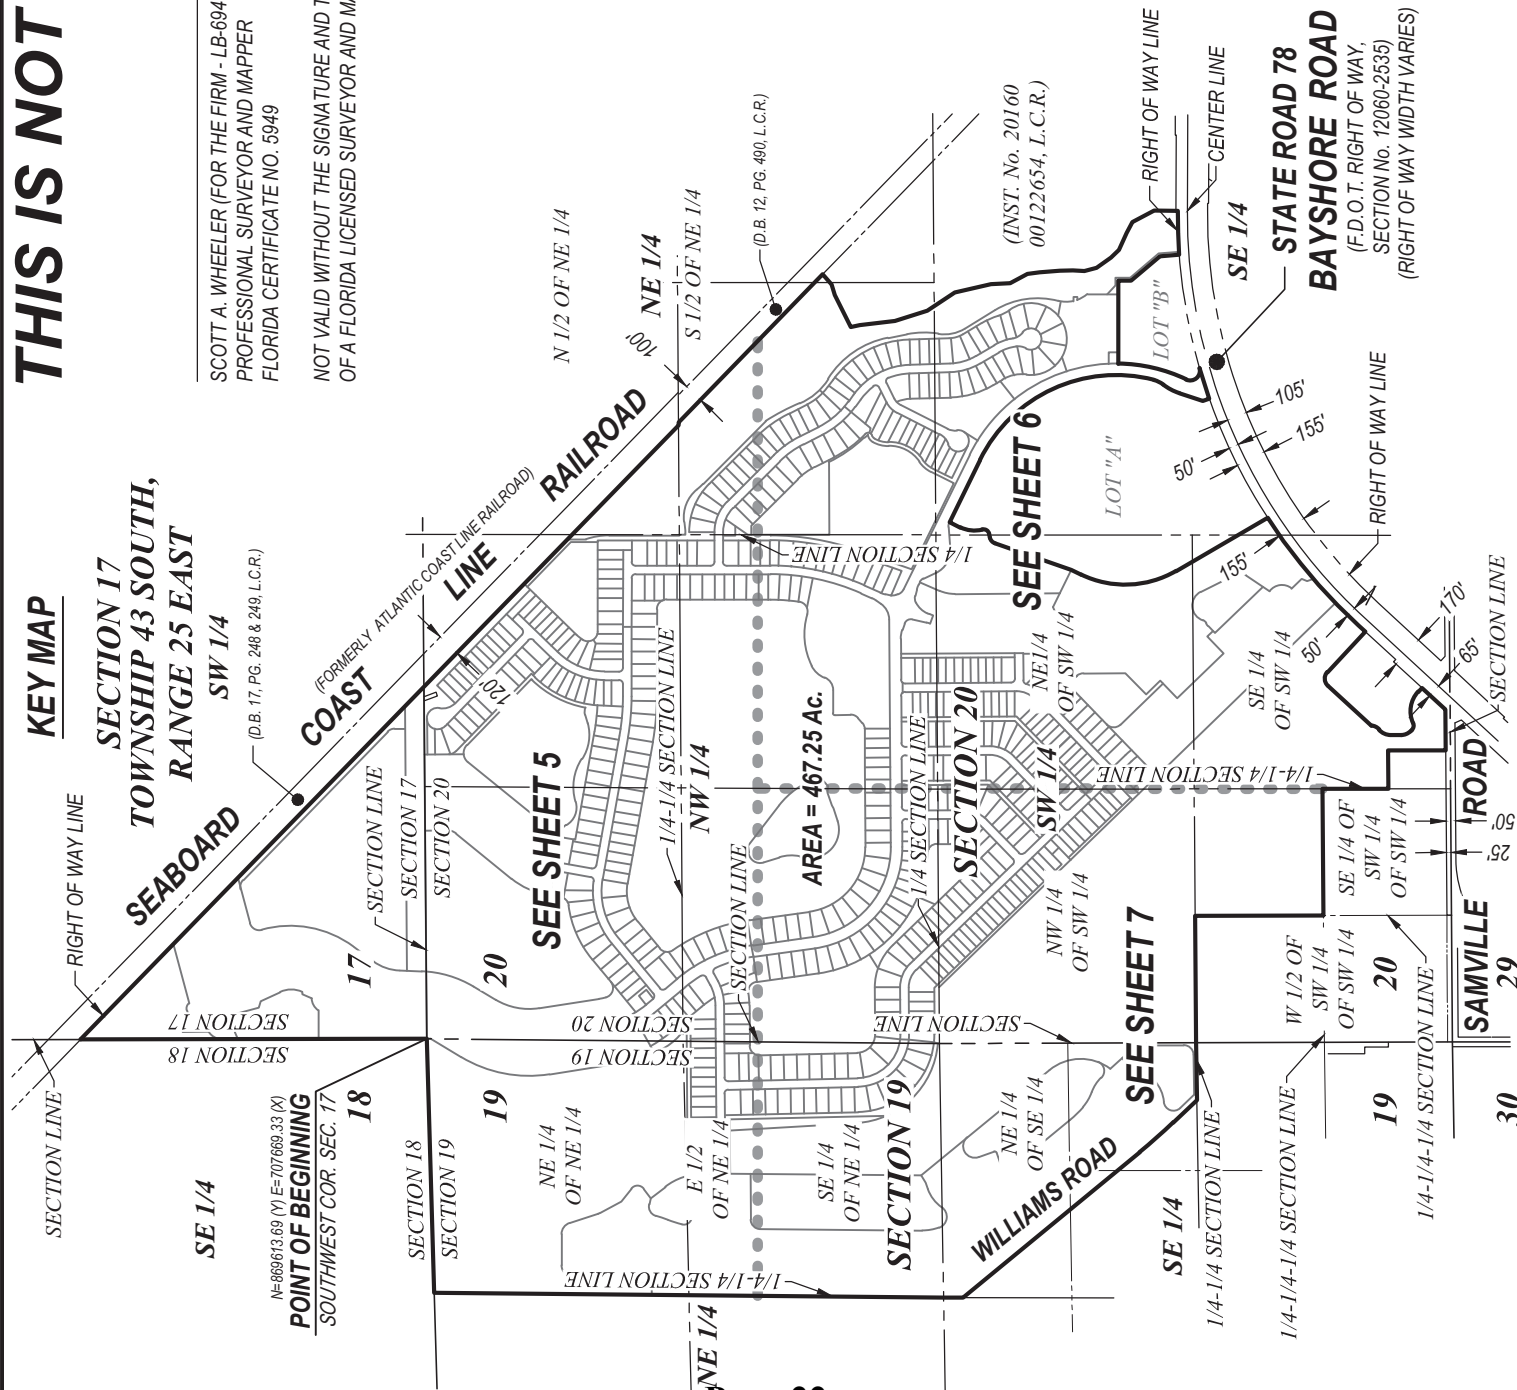 THIS IS NOT
SCOTT A. WHEELER (FOR THE FIRM - LB-694
PROFESSIONAL SURVEYOR AND MAPPER
FLORIDA CERTIFICATE NO. 5949
NOT VALID WITHOUT THE SIGNATURE AND
OF A FLORIDA LICENSED SURVEYOR AND
KEY MAP
SECTION 17
TOWNSHIP 43 SOUTH,
RANGE 25 EAST
SW 1/4
(D.B. 17, PG. 248 & 249, L.C.R.)
RIGHT OF WAY LINE
SEABOARD
COAST
LINE
RAILROAD
(FORMERLY ATLANTIC COAST LINE RAILROAD)
120'
100'
N 1/2 OF NE 1/4
NE 1/4
S 1/2 OF NE 1/4
(D.B. 12, PG. 490, L.C.R.)
(INST. No. 20160
00122654, L.C.R.)
RIGHT OF WAY LINE
CENTER LINE
SE 1/4
STATE ROAD 78
BAYSHORE ROAD
(F.D.O.T. RIGHT OF WAY,
SECTION No. 12060-2535)
(RIGHT OF WAY WIDTH VARIES)
LOT "B"
LOT "A"
SEE SHEET 6
105'
155'
50'
RIGHT OF WAY LINE
155'
50'
170'
65'
SECTION LINE
1/4 SECTION LINE
SECTION LINE
SECTION 17
SECTION 20
SEE SHEET 5
1/4-1/4 SECTION LINE
NW 1/4
AREA = 467.25 Ac.
SECTION LINE
1/4 SECTION LINE
SECTION 20
SW 1/4
NE1/4
OF SW 1/4
SE 1/4
OF SW 1/4
1/4-1/4 SECTION LINE
NW 1/4
OF SW 1/4
SE 1/4 OF
SW 1/4
OF SW 1/4
ROAD
50'
25'
SEE SHEET 7
W 1/2 OF
SW 1/4
OF SW 1/4
20
1/4-1/4-1/4 SECTION LINE
SAMVILLE
29
17
20
SECTION 17
SECTION 18
SECTION 20
SECTION 19
SECTION LINE
SECTION LINE
SE 1/4
N=869613.69 (Y) E=707669.33 (X)
POINT OF BEGINNING
SOUTHWEST COR. SEC. 17
18
SECTION 18
SECTION 19
19
NE 1/4
OF NE 1/4
E 1/2
OF NE 1/4
SE 1/4
OF NE 1/4
SECTION 19
NE 1/4
OF SE 1/4
WILLIAMS ROAD
1/4-1/4 SECTION LINE
NE 1/4
SE 1/4
1/4-1/4 SECTION LINE
1/4-1/4-1/4 SECTION LINE
19
30